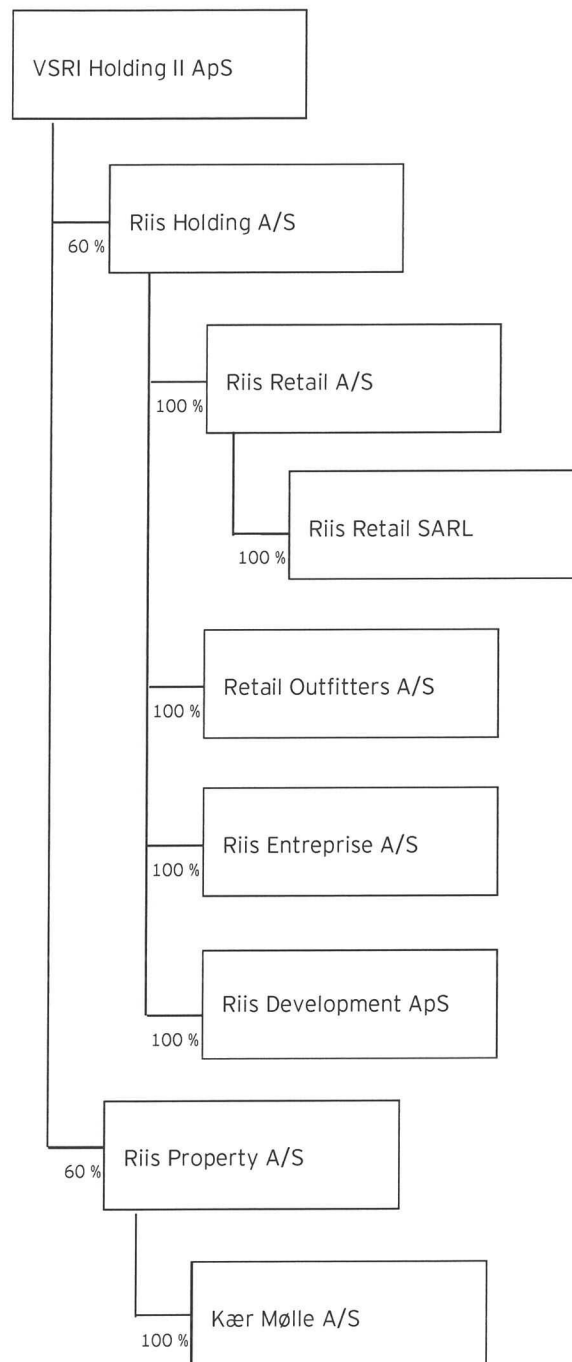 VSRI Holding II ApS
Riis Holding A/S
60 %
Riis Retail A/S
100 %
Riis Retail SARL
100 %
Retail Outfitters A/S
100 %
Riis Entreprise A/S
100 %
Riis Development ApS
100 %
Riis Property A/S
60 %
Kær Mølle A/S
100 %